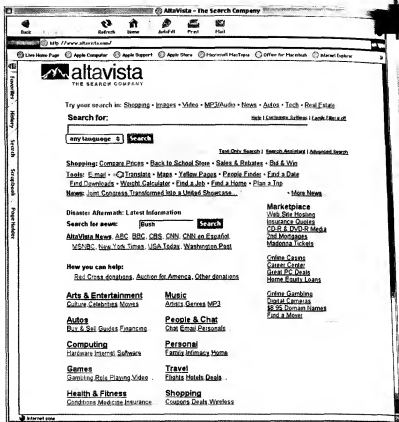 AltaVista - The Search Company
Back Refresh Home AutoFill Print Mail
http://www.altavista.com/
Live Home Page Apple Computer Apple Support Apple Store Microsoft MacTopia Office for Macintosh Internet Explorer
Favorites History Search Scrapbook Page Holder
altavista
THE SEARCH COMPANY
Try your search in: Shopping • Images • Video • MP3/Audio • News • Autos • Tech • Real Estate
Search for:
Help | Customize Settings | Family Filter:off
any language Search
Text Only Search | Search Assistant | Advanced Search
Shopping: Compare Prices • Back to School Store • Sales & Rebates • Bid & Win
Tools: E.mail • Translate • Maps • Yellow Pages • People Finder • Find a Date
Find Downloads • Weight Calculator • Find a Job • Find a Home • Plan a Trip
News: Joint Congress Transformed Into a United Showcase... • More News
Disaster Aftermath: Latest Information
Search for news: Bush Search
AltaVista News, ABC, BBC, CBS, CNN, CNN en Español,
MSNBC, New York Times, USA Today, Washington Post
How you can help:
Red Cross donations, Auction for America, Other donations
Marketplace
Web Site Hosting
Insurance Quotes
CD-R & DVD-R Media
2nd Mortgages
Madonna Tickets
Online Casino
Career Center
Great PC Deals
Home Equity Loans
Online Gambling
Digital Cameras
$8.95 Domain Names
Find a Mover
Arts & Entertainment
Culture, Celebrities, Movies
Music
Artists, Genres, MP3
Autos
Buy & Sell, Guides, Financing
People & Chat
Chat, Email, Personals
Computing
Hardware, Internet, Software
Personal
Family, Intimacy, Home
Games
Gambling, Role Playing, Video
Travel
Flights, Hotels, Deals
Health & Fitness
Conditions, Medicine, Insurance
Shopping
Coupons, Deals, Wireless
Internet zone